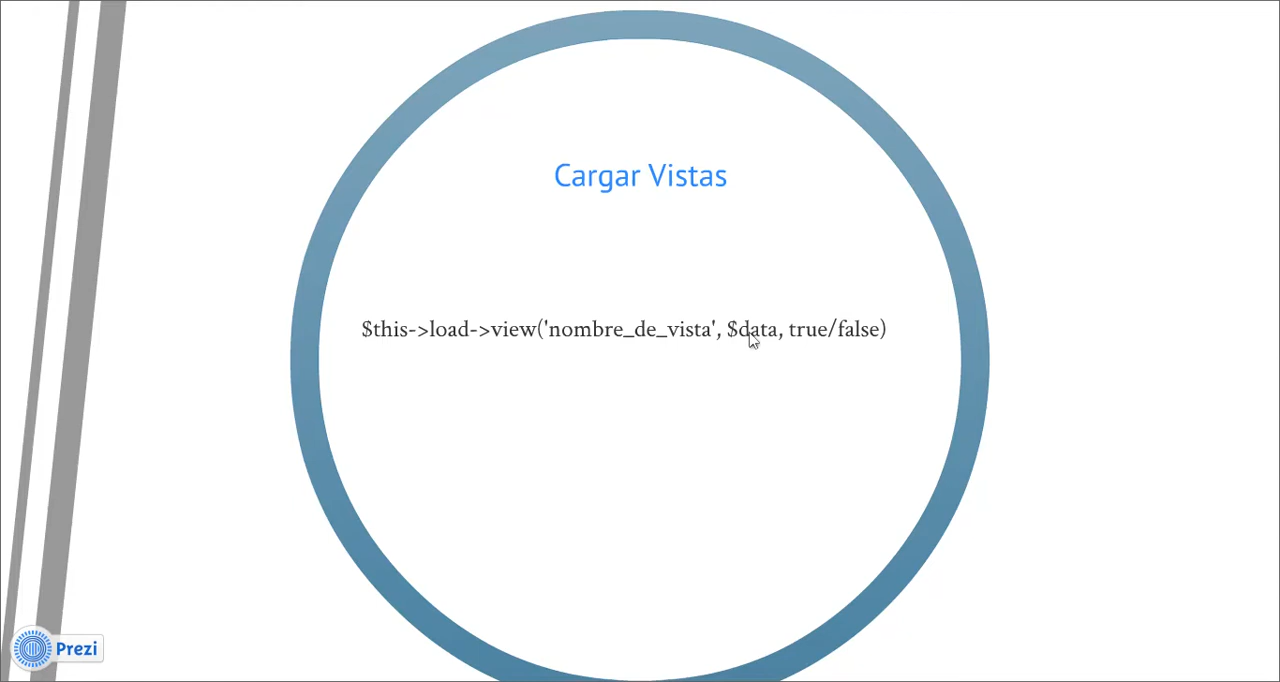 Cargar Vistas
$this->load->view('nombre_de_vista', $data, true/false)
Prezi